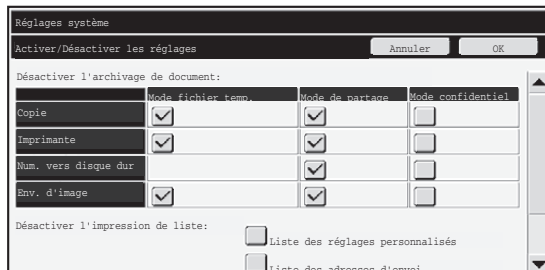 Réglages système
Activer/Désactiver les réglages
Annuler
OK
Désactiver l'archivage de document:
Mode fichier temp.
Mode de partage
Mode confidentiel
Copie
Imprimante
Num. vers disque dur
Env. d'image
Désactiver l'impression de liste:
Liste des réglages personnalisés
Liste des adresses d'envoi